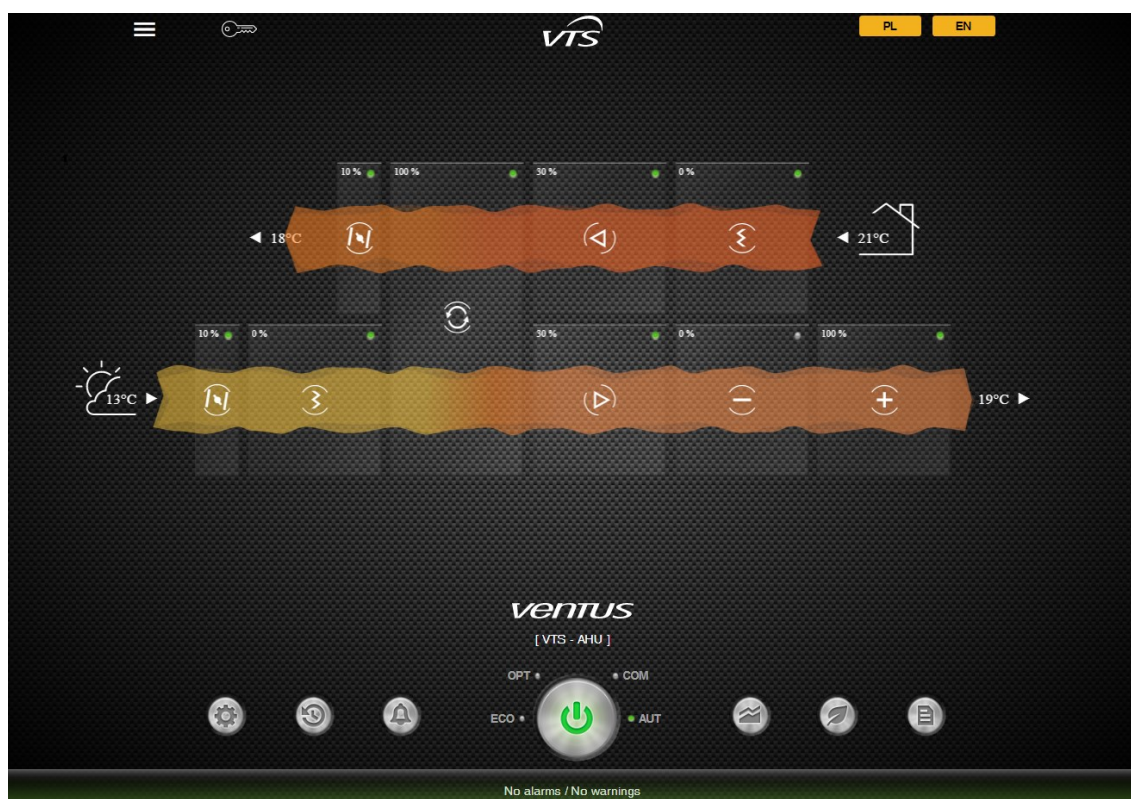 VTS
PL EN
10 % 100 % 30 % 0 %
18°C 21°C
10 % 0 % 30 % 0 % 100 %
13°C 19°C
VENTUS
[ VTS - AHU ]
OPT COM
ECO AUT
No alarms / No warnings